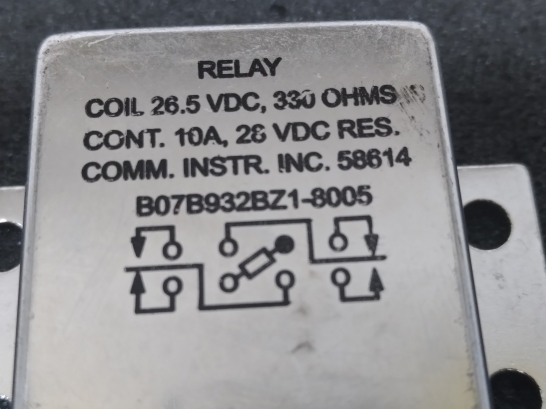 RELAY
COIL 26.5 VDC, 330 OHMS
CONT. 10A, 28 VDC RES.
COMM. INSTR. INC. 58614
B07B932BZ1-8005